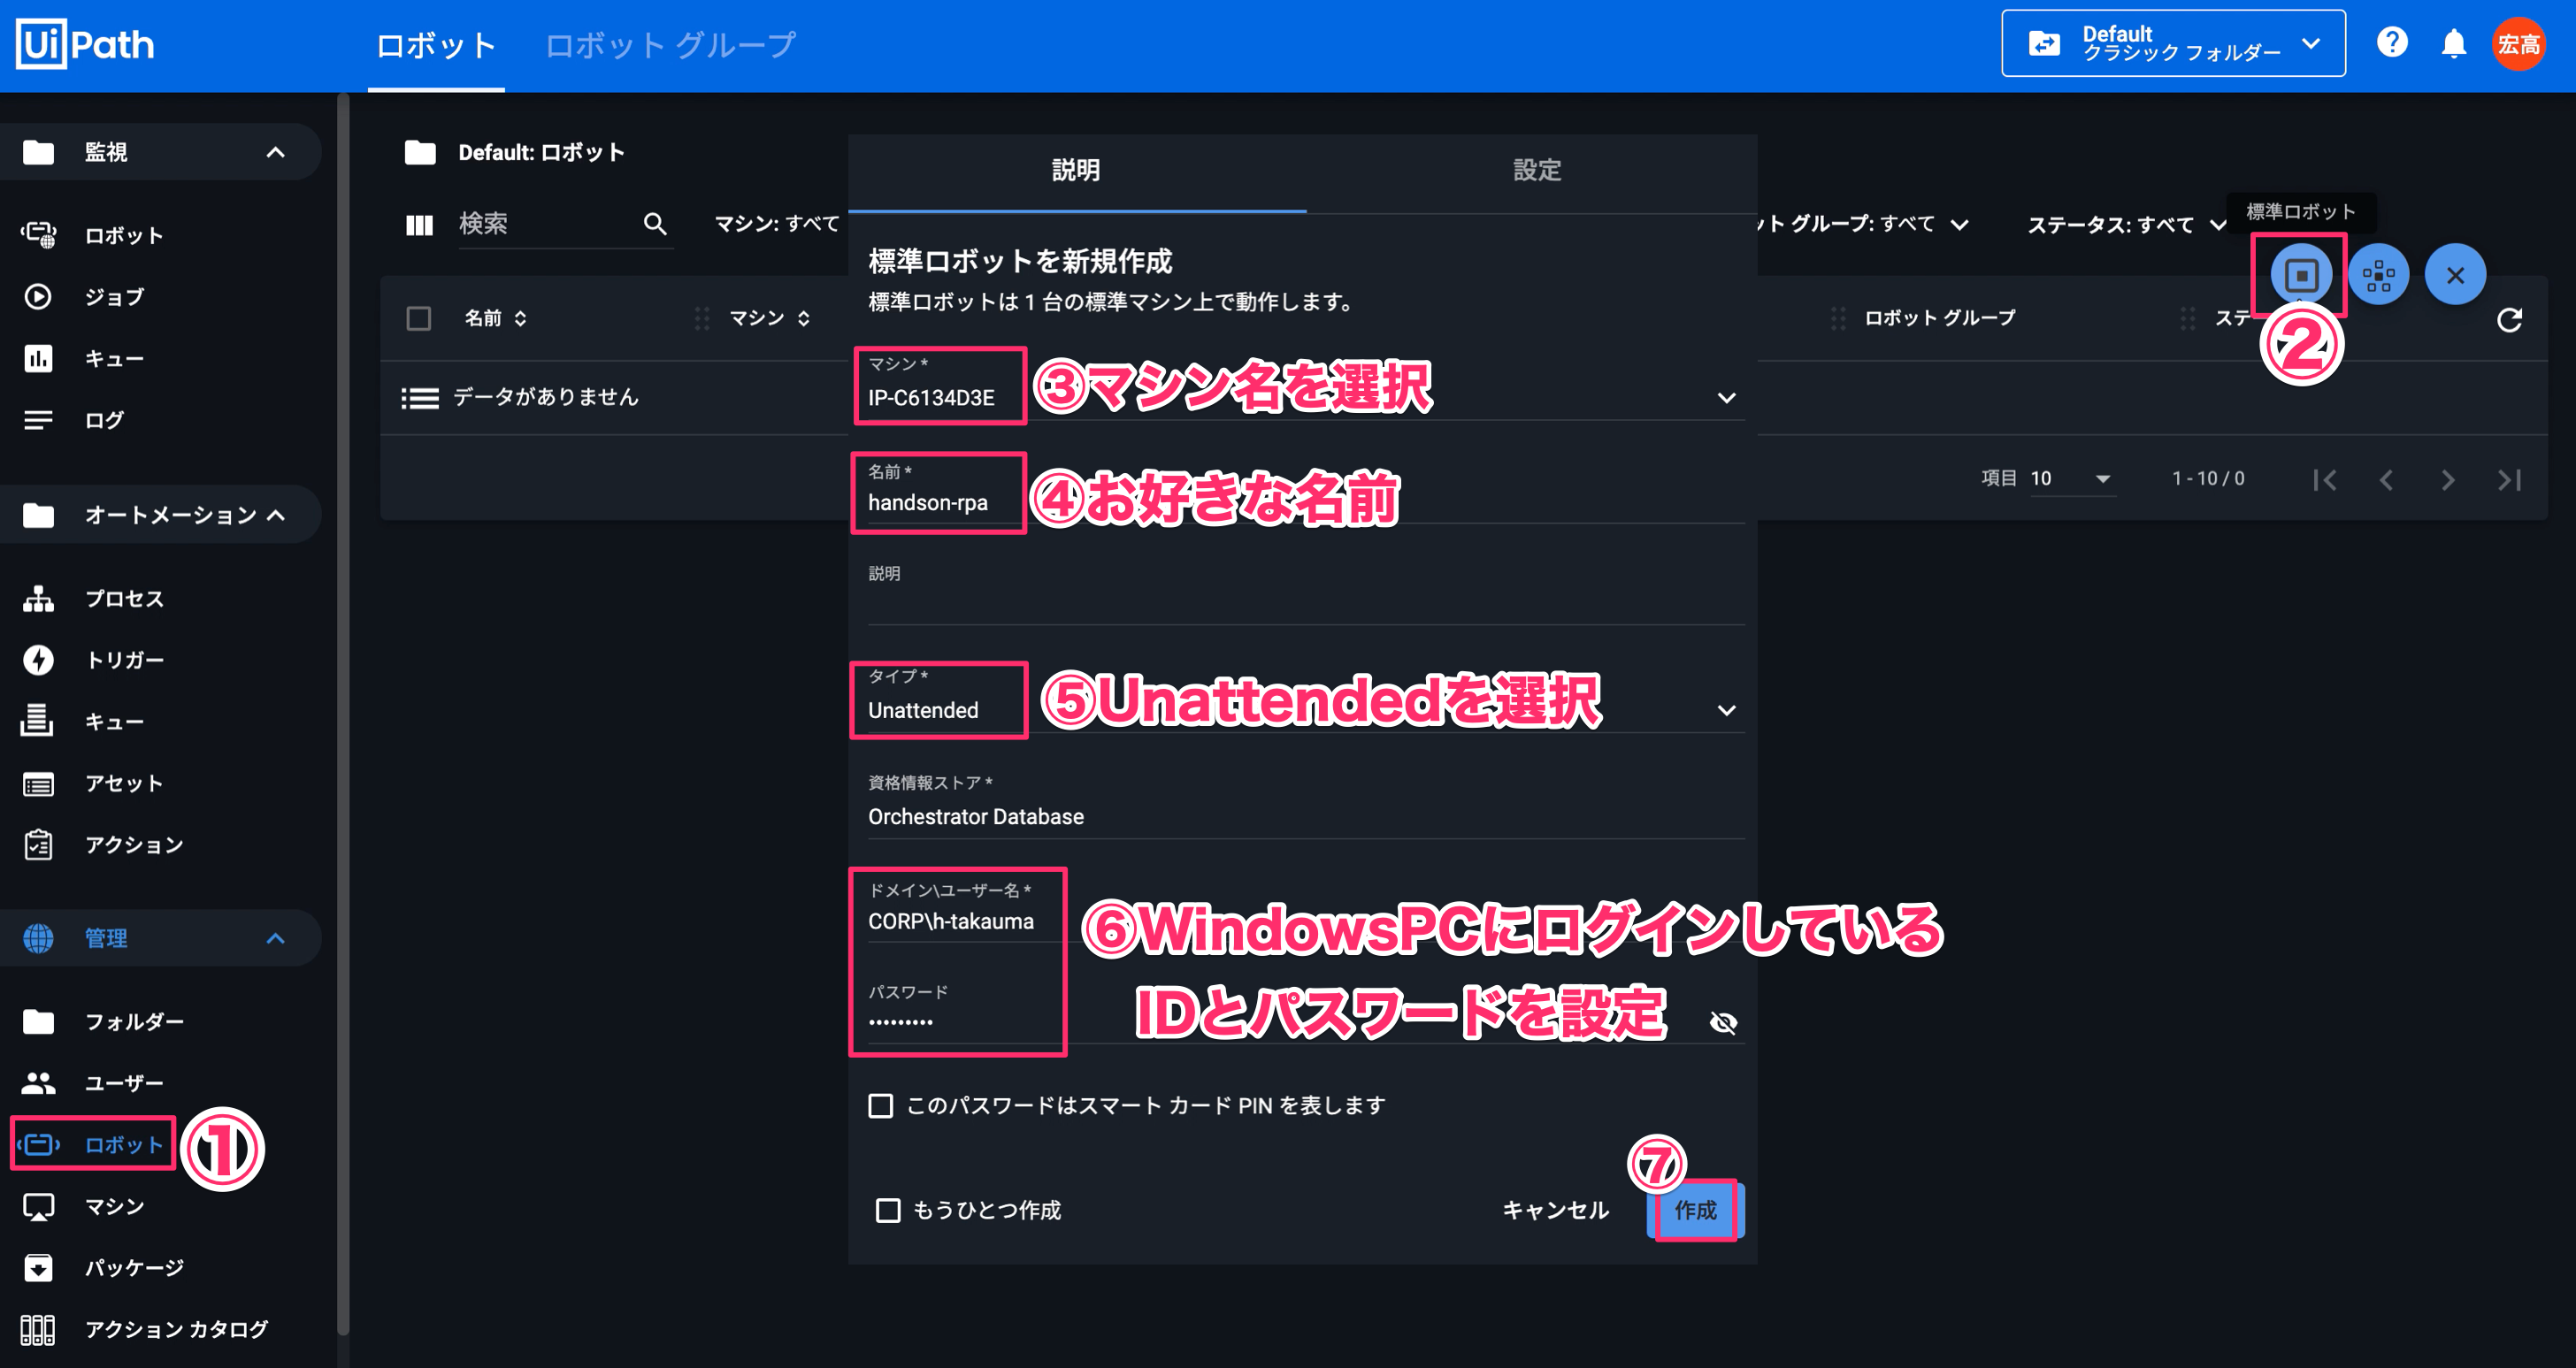 UiPath
ロボット
ロボット グループ
Default
クラシック フォルダー
宏高
監視
ロボット
ジョブ
キュー
ログ
オートメーション
プロセス
トリガー
キュー
アセット
アクション
管理
フォルダー
ユーザー
ロボット
①
マシン
パッケージ
アクション カタログ
Default: ロボット
検索
マシン: すべて
ット グループ: すべて
ステータス: すべて
標準ロボット
②
名前
マシン
ロボット グループ
ステ
データがありません
項目 10
1 - 10 / 0
説明
設定
標準ロボットを新規作成
標準ロボットは 1 台の標準マシン上で動作します。
マシン *
IP-C6134D3E
③マシン名を選択
名前 *
handson-rpa
④お好きな名前
説明
タイプ *
Unattended
⑤Unattendedを選択
資格情報ストア *
Orchestrator Database
ドメイン\ユーザー名 *
CORP\h-takauma
⑥WindowsPCにログインしている
IDとパスワードを設定
パスワード
•••••••••
このパスワードはスマート カード PIN を表します
もうひとつ作成
キャンセル
⑦
作成